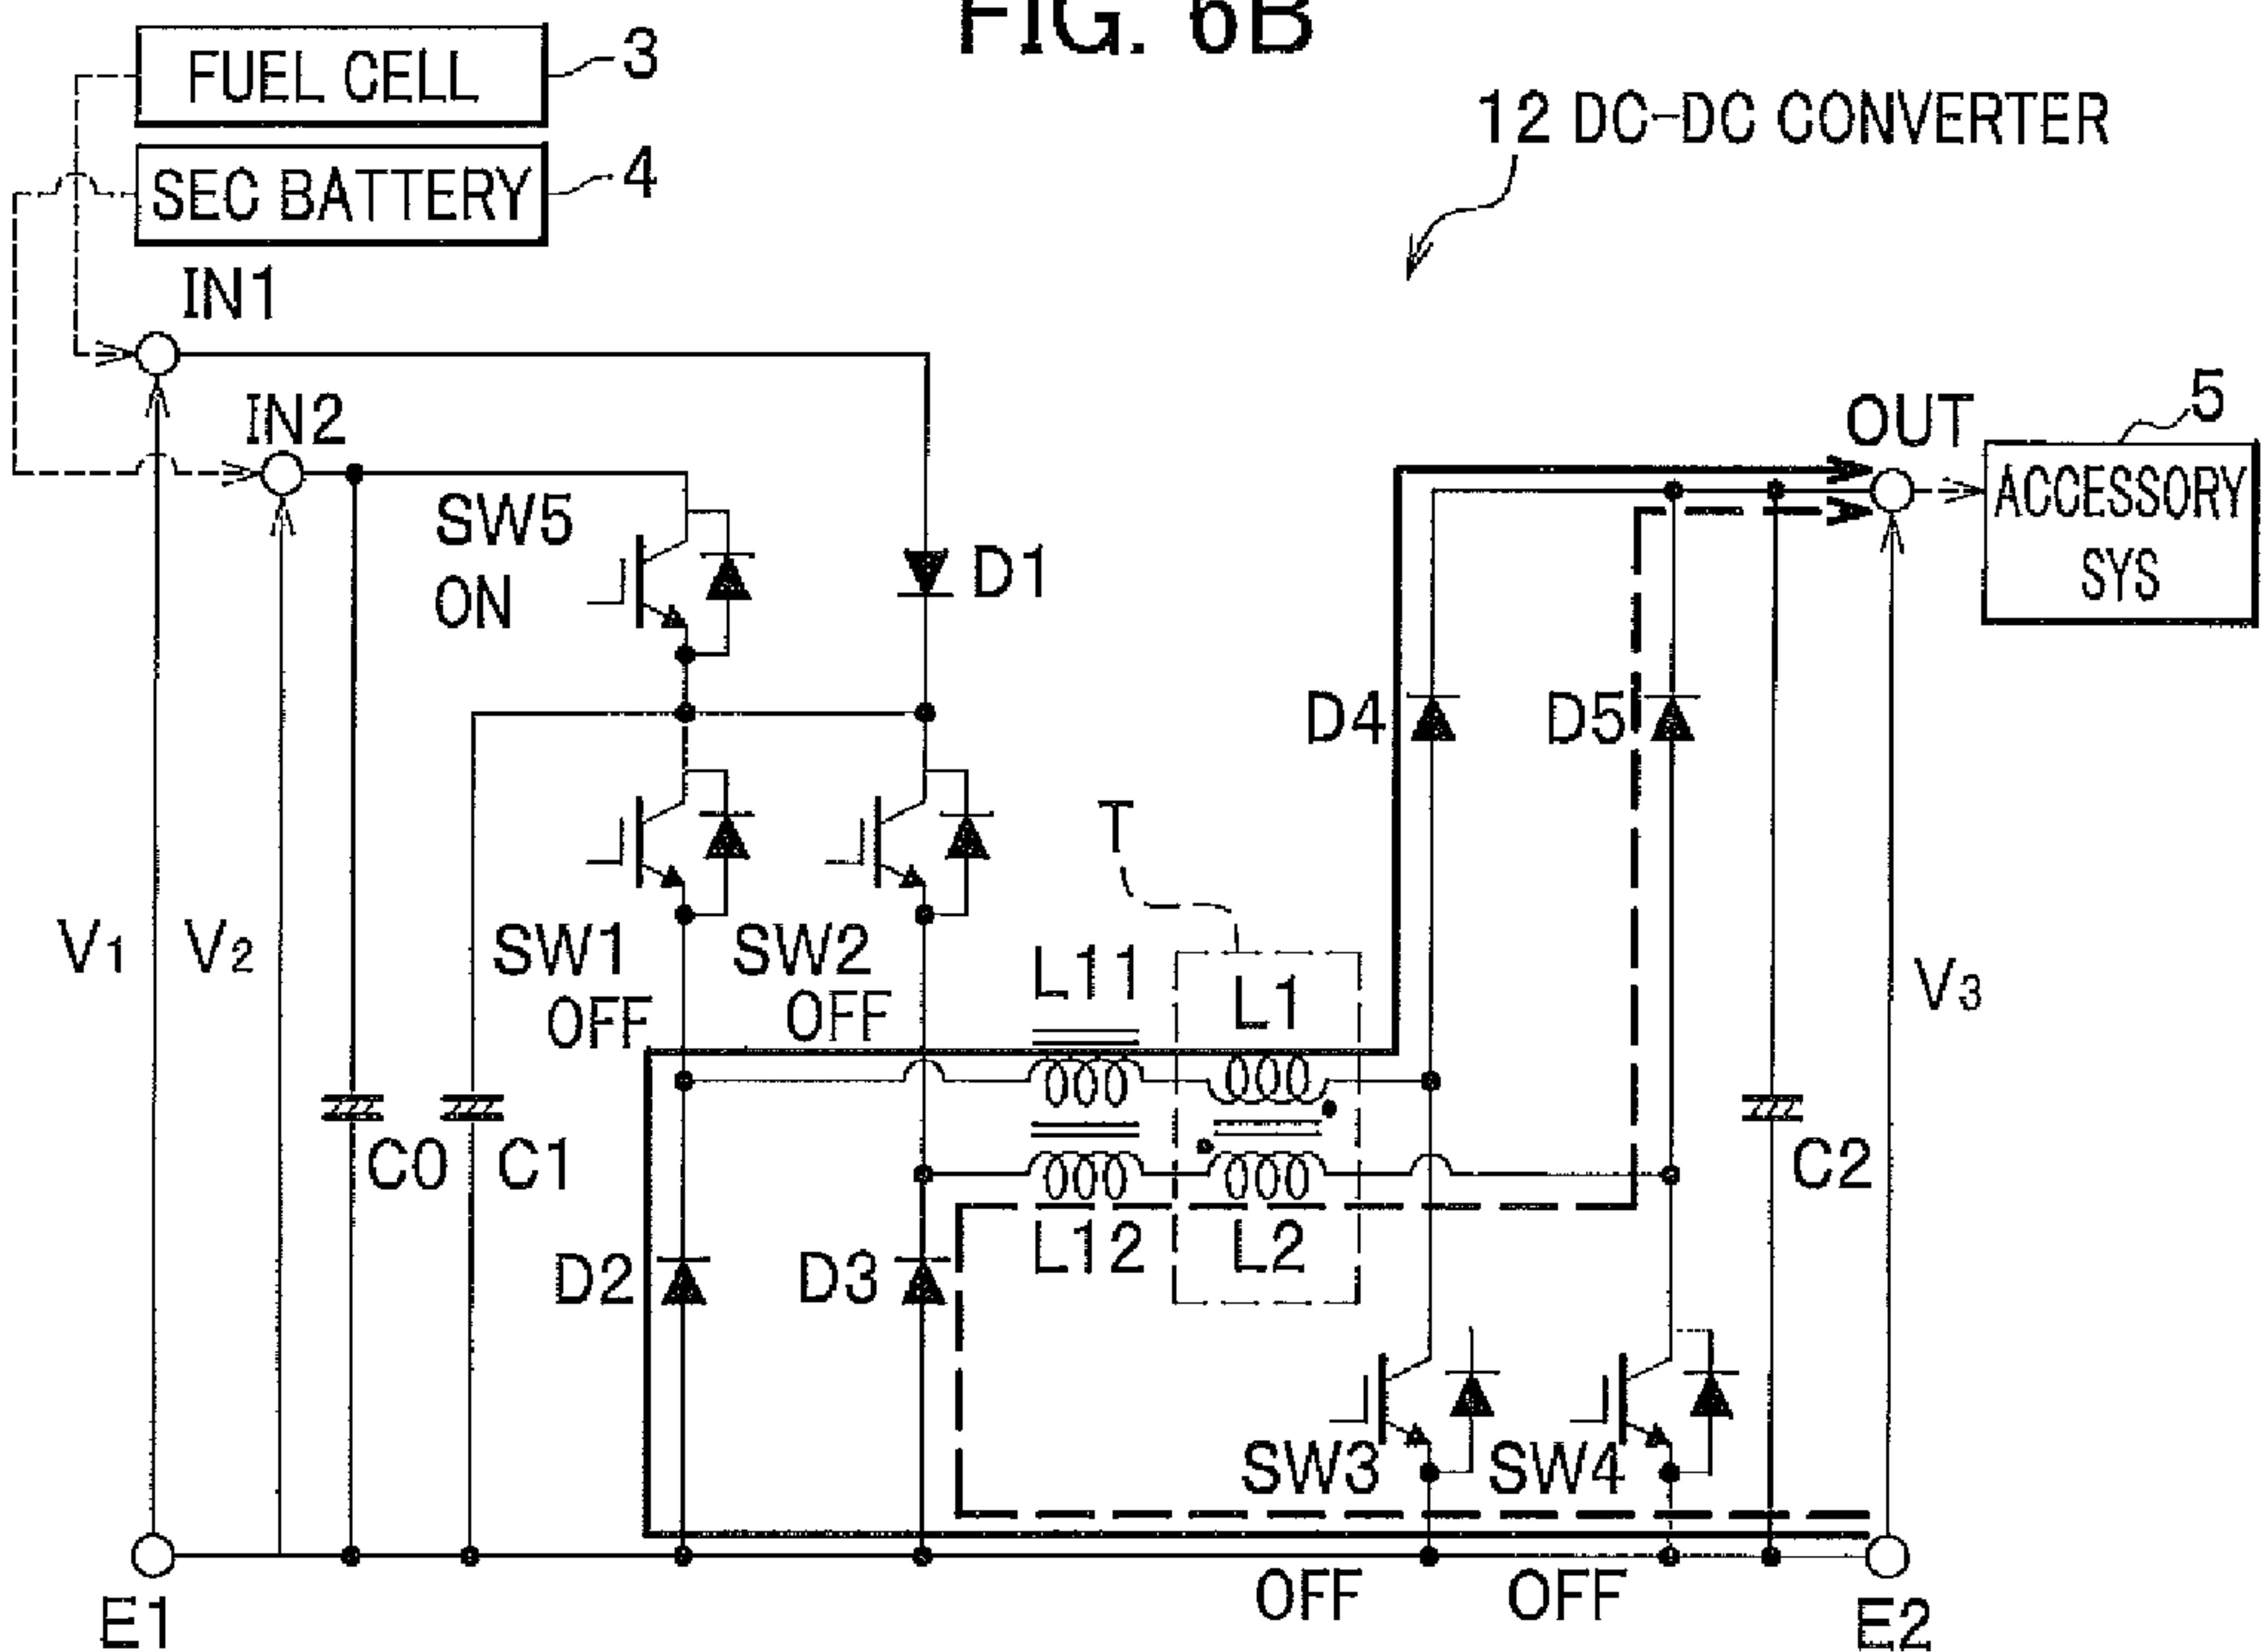 FIG. 6B
FUEL CELL
3
12 DC-DC CONVERTER
SEC BATTERY
4
IN1
IN2
OUT
5
ACCESSORY
SYS
SW5
ON
D1
D4
D5
T
V1
V2
SW1
OFF
SW2
OFF
L11
L1
V3
C0
C1
C2
L12
L2
D2
D3
SW3
SW4
OFF
OFF
E1
E2